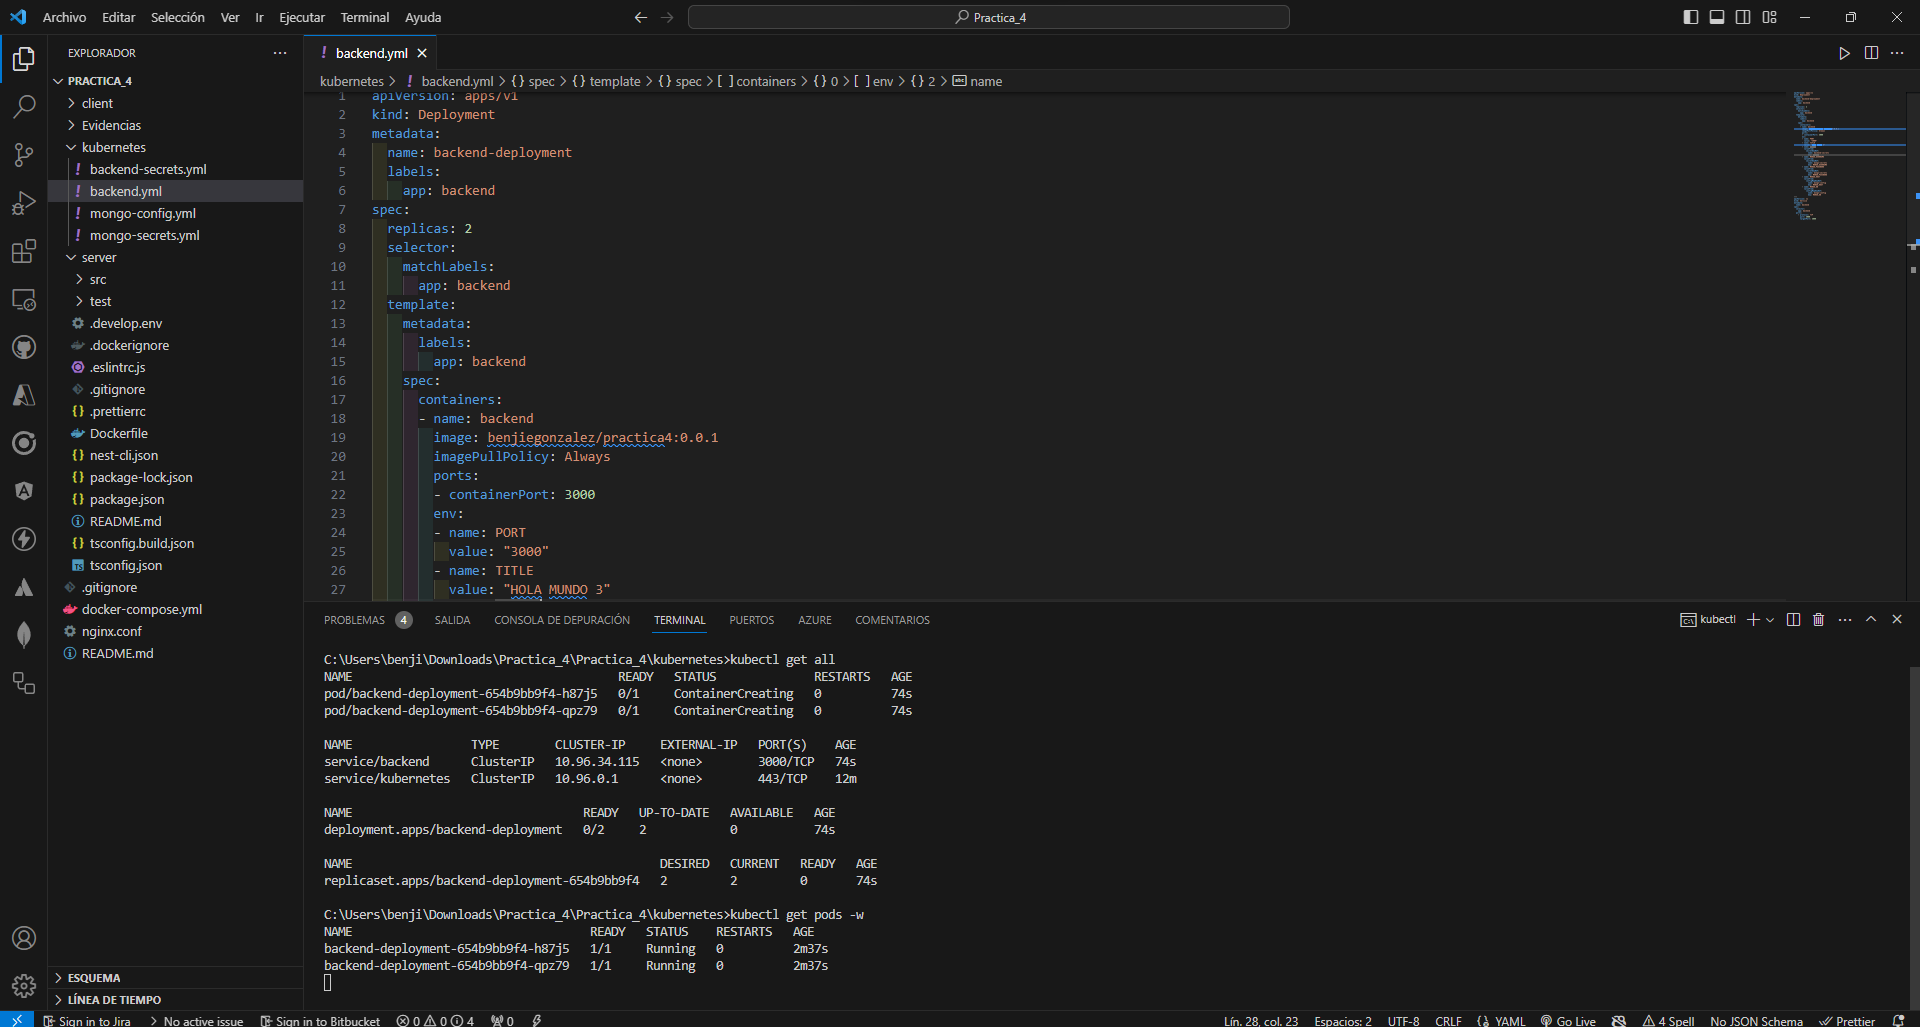 Archivo Editar Selección Ver Ir Ejecutar Terminal Ayuda
Practica_4
EXPLORADOR
PRACTICA_4
client
Evidencias
kubernetes
backend-secrets.yml
backend.yml
mongo-config.yml
mongo-secrets.yml
server
src
test
.develop.env
.dockerignore
.eslintrc.js
.gitignore
.prettierrc
Dockerfile
nest-cli.json
package-lock.json
package.json
README.md
tsconfig.build.json
tsconfig.json
.gitignore
docker-compose.yml
nginx.conf
README.md
ESQUEMA
LÍNEA DE TIEMPO
! backend.yml
kubernetes > ! backend.yml > {} spec > {} template > {} spec > [ ] containers > {} 0 > [ ] env > {} 2 > name
1 apiVersion: apps/v1
2 kind: Deployment
3 metadata:
4 name: backend-deployment
5 labels:
6 app: backend
7 spec:
8 replicas: 2
9 selector:
10 matchLabels:
11 app: backend
12 template:
13 metadata:
14 labels:
15 app: backend
16 spec:
17 containers:
18 - name: backend
19 image: benjiegonzalez/practica4:0.0.1
20 imagePullPolicy: Always
21 ports:
22 - containerPort: 3000
23 env:
24 - name: PORT
25 value: "3000"
26 - name: TITLE
27 value: "HOLA MUNDO 3"
PROBLEMAS 4 SALIDA CONSOLA DE DEPURACIÓN TERMINAL PUERTOS AZURE COMENTARIOS
kubectl
C:\Users\benji\Downloads\Practica_4\Practica_4\kubernetes>kubectl get all
NAME READY STATUS RESTARTS AGE
pod/backend-deployment-654b9bb9f4-h87j5 0/1 ContainerCreating 0 74s
pod/backend-deployment-654b9bb9f4-qpz79 0/1 ContainerCreating 0 74s
NAME TYPE CLUSTER-IP EXTERNAL-IP PORT(S) AGE
service/backend ClusterIP 10.96.34.115 <none> 3000/TCP 74s
service/kubernetes ClusterIP 10.96.0.1 <none> 443/TCP 12m
NAME READY UP-TO-DATE AVAILABLE AGE
deployment.apps/backend-deployment 0/2 2 0 74s
NAME DESIRED CURRENT READY AGE
replicaset.apps/backend-deployment-654b9bb9f4 2 2 0 74s
C:\Users\benji\Downloads\Practica_4\Practica_4\kubernetes>kubectl get pods -w
NAME READY STATUS RESTARTS AGE
backend-deployment-654b9bb9f4-h87j5 1/1 Running 0 2m37s
backend-deployment-654b9bb9f4-qpz79 1/1 Running 0 2m37s
Sign in to Jira > No active issue Sign in to Bitbucket 0 0 4 0 Lín. 28, col. 23 Espacios: 2 UTF-8 CRLF {} YAML Go Live 4 Spell No JSON Schema Prettier